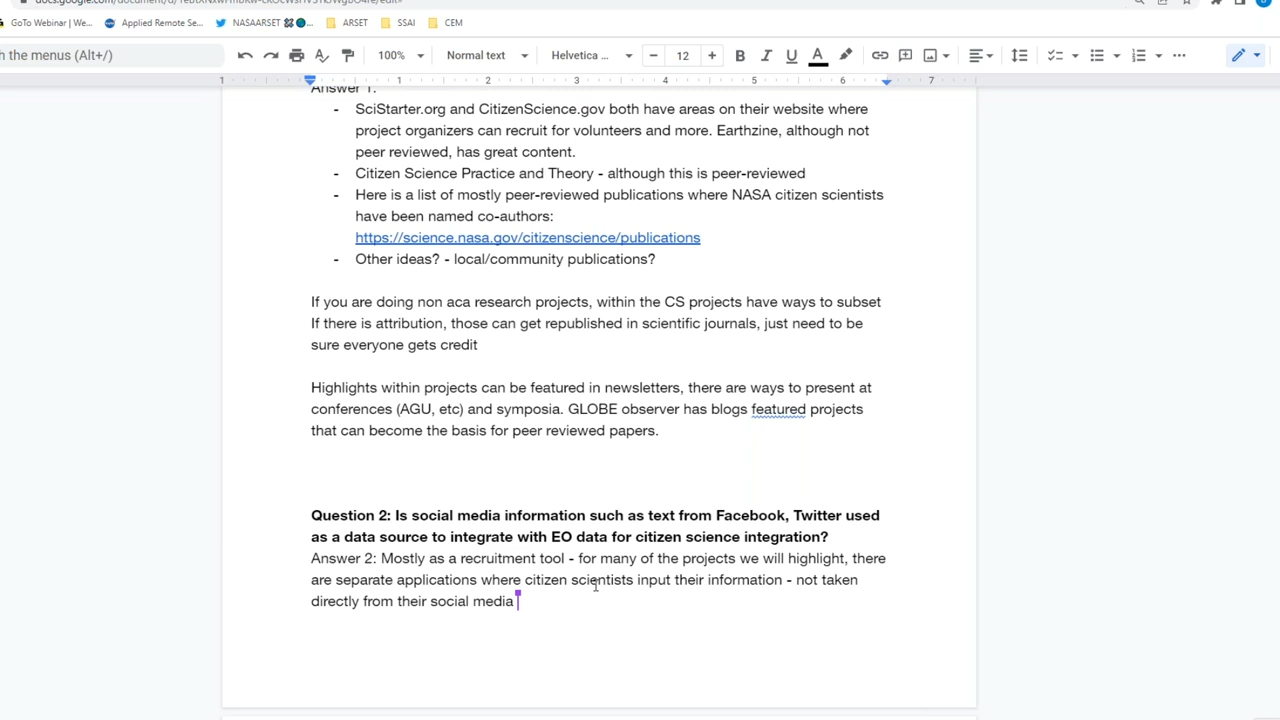 GoTo Webinar | We...
Applied Remote Se...
NASAARSET
ARSET
SSAI
CEM
h the menus (Alt+/)
100%
Normal text
Helvetica ...
12
1 1 2 3 4 5 6 7
Answer 1:
- SciStarter.org and CitizenScience.gov both have areas on their website where
project organizers can recruit for volunteers and more. Earthzine, although not
peer reviewed, has great content.
- Citizen Science Practice and Theory - although this is peer-reviewed
- Here is a list of mostly peer-reviewed publications where NASA citizen scientists
have been named co-authors:
https://science.nasa.gov/citizenscience/publications
- Other ideas? - local/community publications?
If you are doing non aca research projects, within the CS projects have ways to subset
If there is attribution, those can get republished in scientific journals, just need to be
sure everyone gets credit
Highlights within projects can be featured in newsletters, there are ways to present at
conferences (AGU, etc) and symposia. GLOBE observer has blogs featured projects
that can become the basis for peer reviewed papers.
Question 2: Is social media information such as text from Facebook, Twitter used
as a data source to integrate with EO data for citizen science integration?
Answer 2: Mostly as a recruitment tool - for many of the projects we will highlight, there
are separate applications where citizen scientists input their information - not taken
directly from their social media